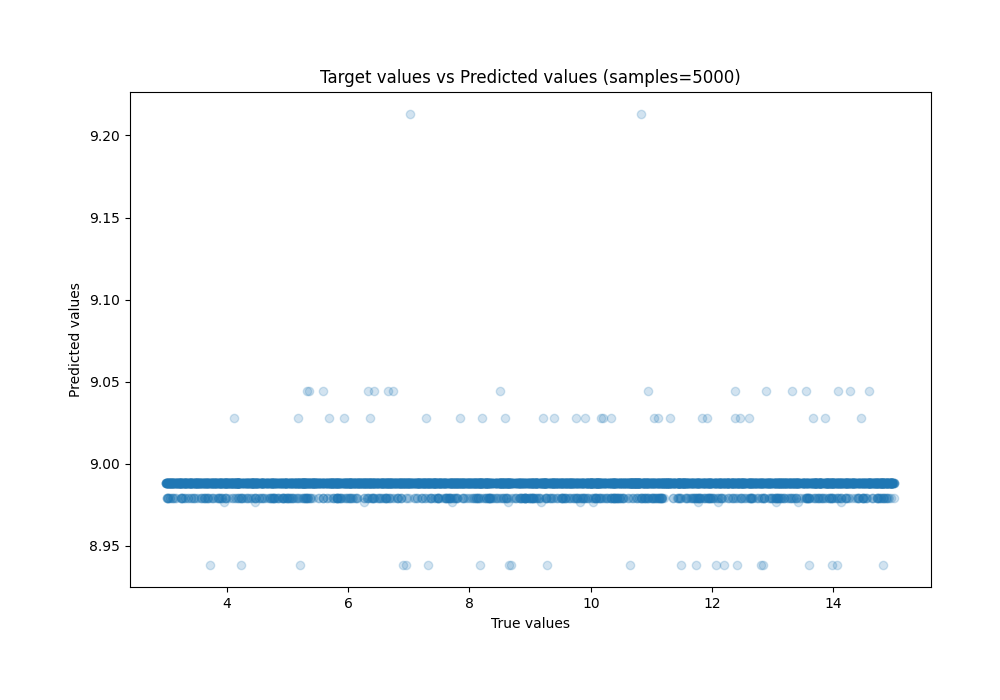 Target values vs Predicted values (samples=5000)
Predicted values
9.20
9.15
9.10
9.05
9.00
8.95
4 6 8 10 12 14
True values